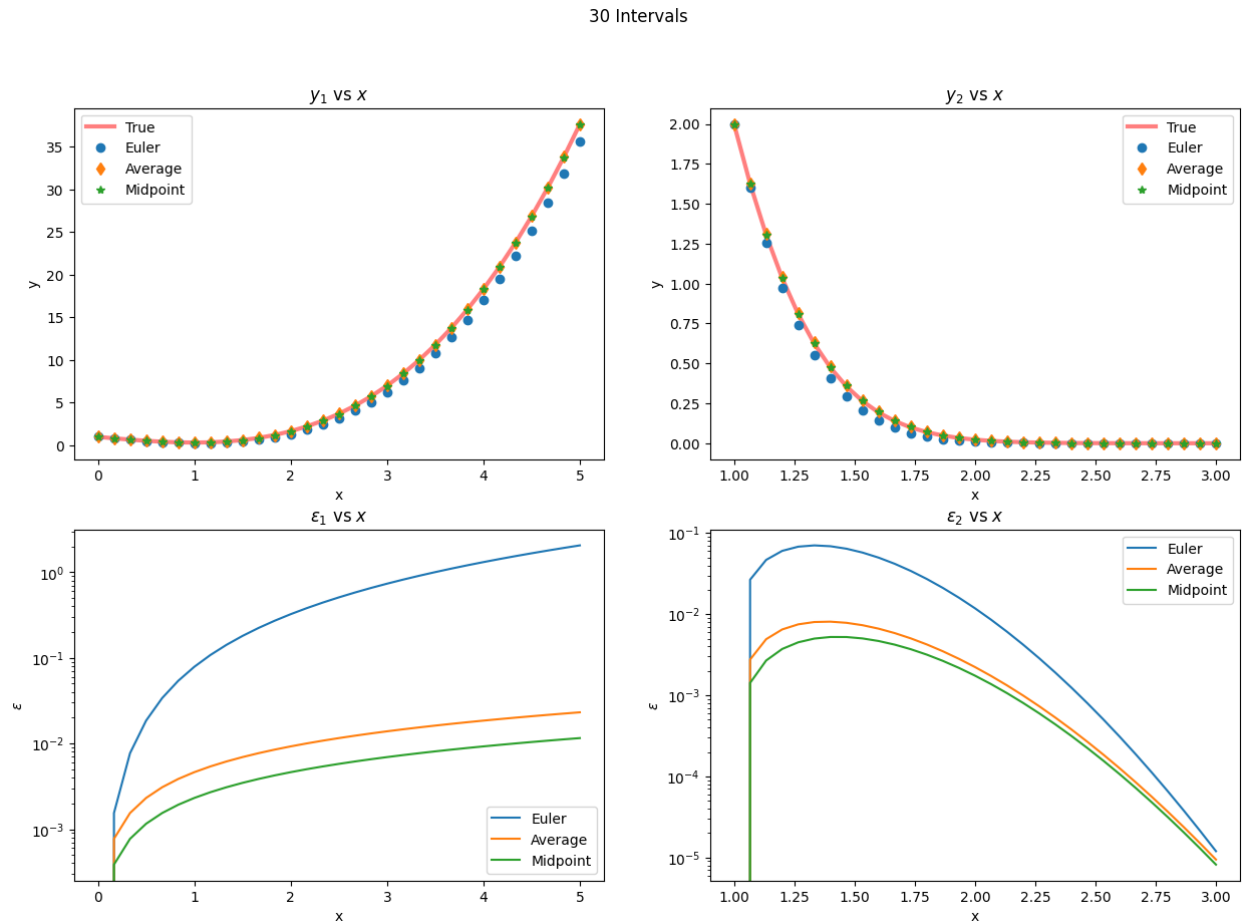 30 Intervals
y₁ vs x
True
Euler
Average
Midpoint
y
35
30
25
20
15
10
5
0
0 1 2 3 4 5
x
y₂ vs x
True
Euler
Average
Midpoint
y
2.00
1.75
1.50
1.25
1.00
0.75
0.50
0.25
0.00
1.00 1.25 1.50 1.75 2.00 2.25 2.50 2.75 3.00
x
ε₁ vs x
ε
10⁰
10⁻¹
10⁻²
10⁻³
Euler
Average
Midpoint
0 1 2 3 4 5
x
ε₂ vs x
Euler
Average
Midpoint
ε
10⁻¹
10⁻²
10⁻³
10⁻⁴
10⁻⁵
1.00 1.25 1.50 1.75 2.00 2.25 2.50 2.75 3.00
x